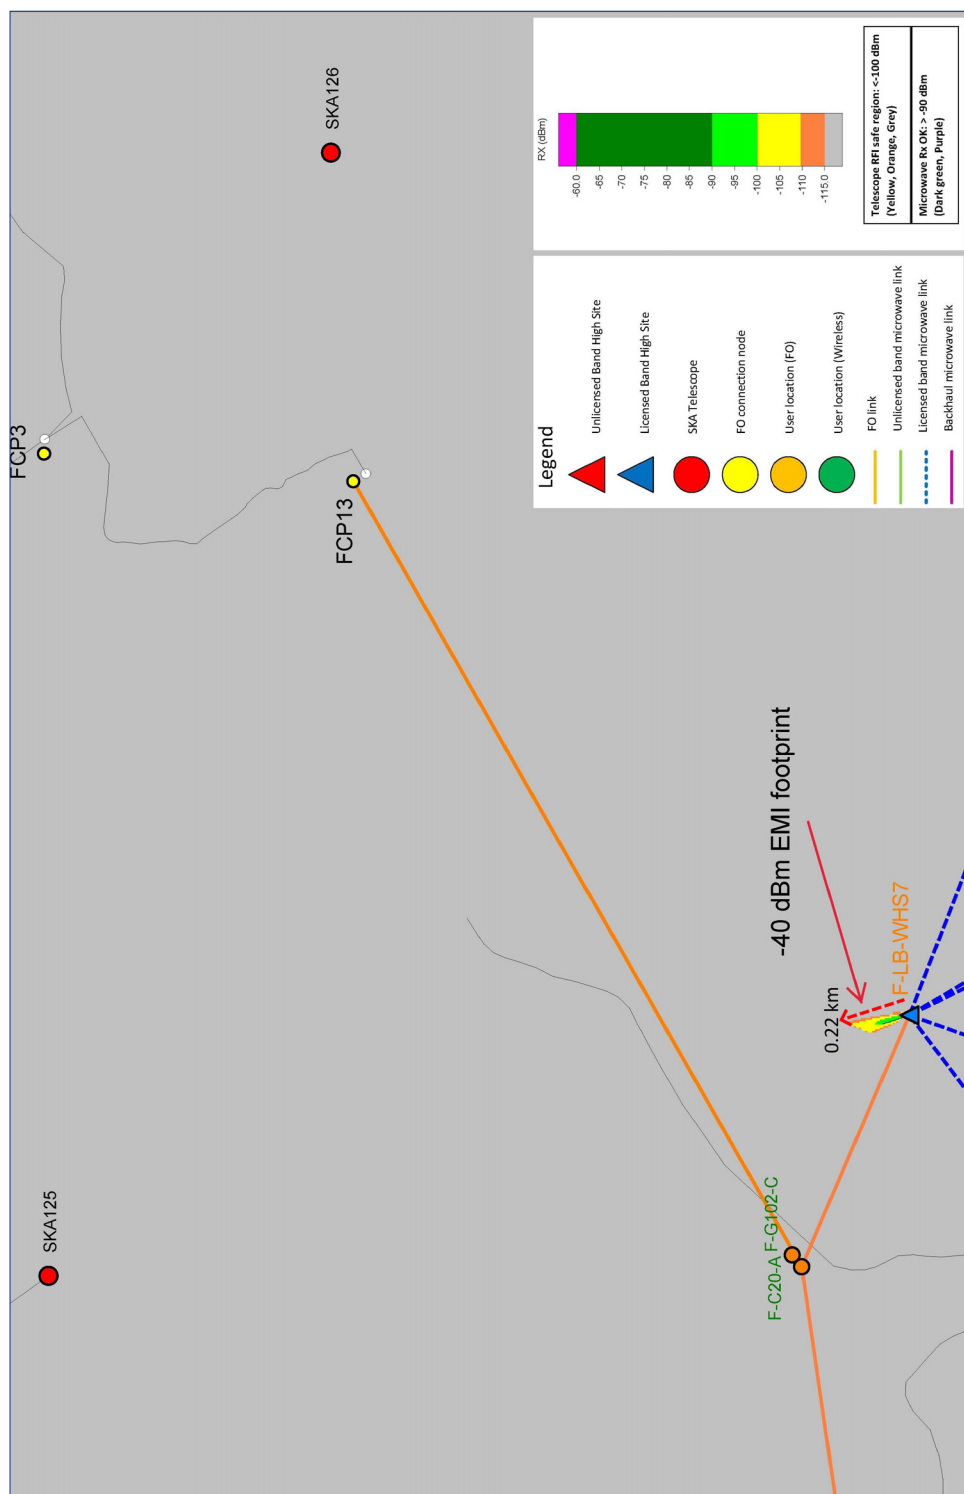 SKA125
SKA126
FCP3
FCP13
F-C20-A
F-G102-C
0.22 km
-40 dBm EMI footprint
F-LB-WHS7
Legend
Unlicensed Band High Site
Licensed Band High Site
SKA Telescope
FO connection node
User location (FO)
User location (Wireless)
FO link
Unlicensed band microwave link
Licensed band microwave link
Backhaul microwave link
RX (dBm)
-60.0
-65
-70
-75
-80
-85
-90
-95
-100
-105
-110
-115.0
Telescope RFI safe region: <-100 dBm
(Yellow, Orange, Grey)
Microwave Rx OK: > -90 dBm
(Dark green, Purple)